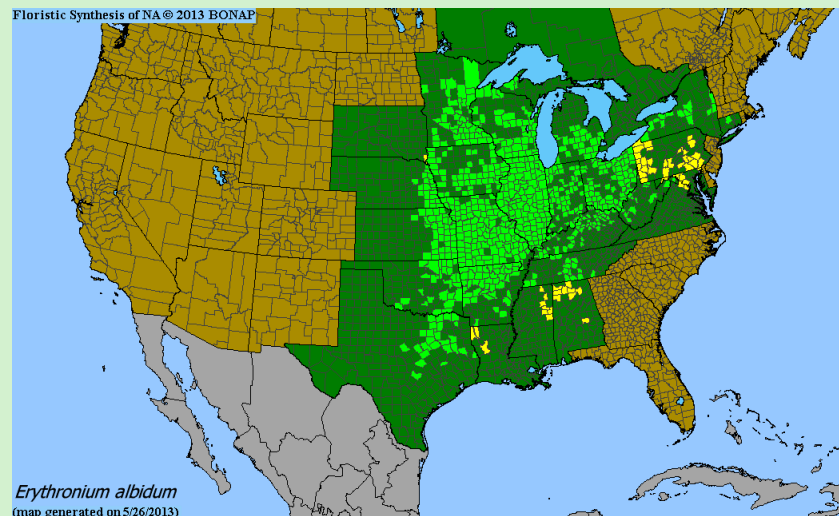 Floristic Synthesis of NA © 2013 BONAP
Erythronium albidum
(map generated on 5/26/2013)